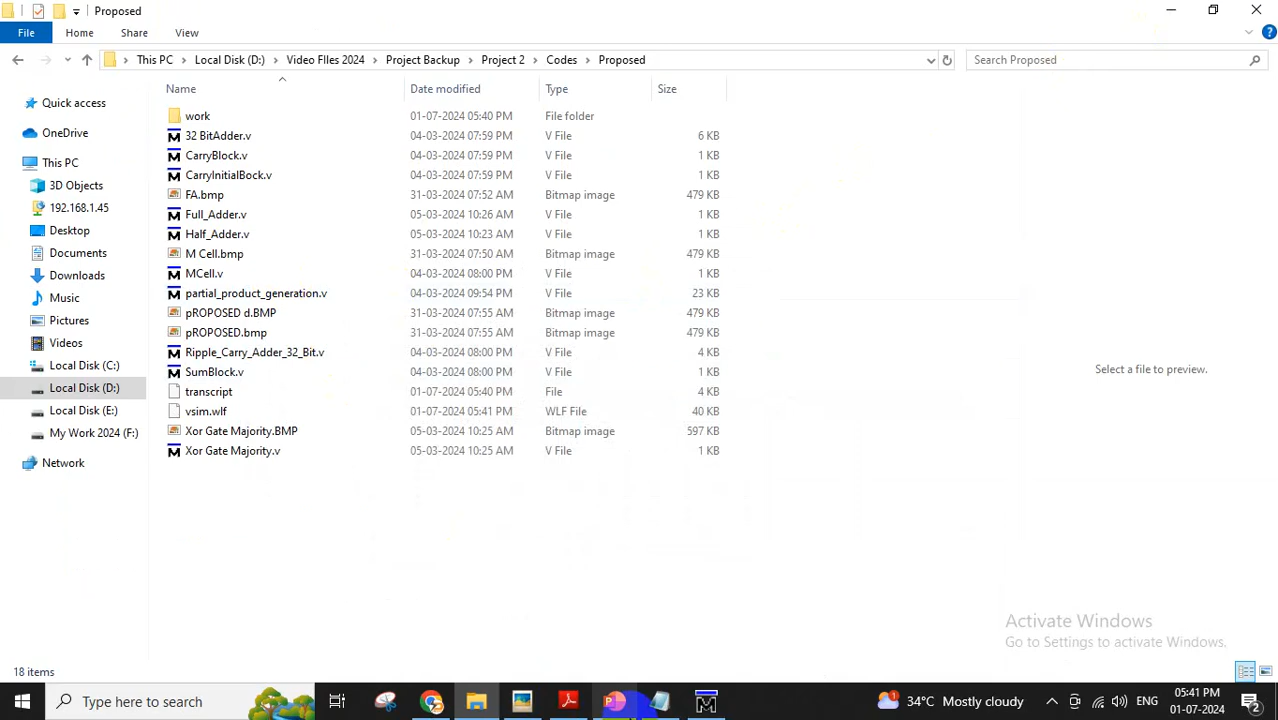 Proposed
File Home Share View
This PC Local Disk (D:) Video FIles 2024 Project Backup Project 2 Codes Proposed Search Proposed
Name Date modified Type Size
Quick access
OneDrive
This PC
3D Objects
192.168.1.45
Desktop
Documents
Downloads
Music
Pictures
Videos
Local Disk (C:)
Local Disk (D:)
Local Disk (E:)
My Work 2024 (F:)
Network
work 01-07-2024 05:40 PM File folder
32 BitAdder.v 04-03-2024 07:59 PM V File 6 KB
CarryBlock.v 04-03-2024 07:59 PM V File 1 KB
CarryInitialBock.v 04-03-2024 07:59 PM V File 1 KB
FA.bmp 31-03-2024 07:52 AM Bitmap image 479 KB
Full_Adder.v 05-03-2024 10:26 AM V File 1 KB
Half_Adder.v 05-03-2024 10:23 AM V File 1 KB
M Cell.bmp 31-03-2024 07:50 AM Bitmap image 479 KB
MCell.v 04-03-2024 08:00 PM V File 1 KB
partial_product_generation.v 04-03-2024 09:54 PM V File 23 KB
pROPOSED d.BMP 31-03-2024 07:55 AM Bitmap image 479 KB
pROPOSED.bmp 31-03-2024 07:55 AM Bitmap image 479 KB
Ripple_Carry_Adder_32_Bit.v 04-03-2024 08:00 PM V File 4 KB
SumBlock.v 04-03-2024 08:00 PM V File 1 KB
transcript 01-07-2024 05:40 PM File 4 KB
vsim.wlf 01-07-2024 05:41 PM WLF File 40 KB
Xor Gate Majority.BMP 05-03-2024 10:25 AM Bitmap image 597 KB
Xor Gate Majority.v 05-03-2024 10:25 AM V File 1 KB
Select a file to preview.
Activate Windows
Go to Settings to activate Windows.
18 items
Type here to search
1
34°C Mostly cloudy
ENG
05:41 PM
01-07-2024
2